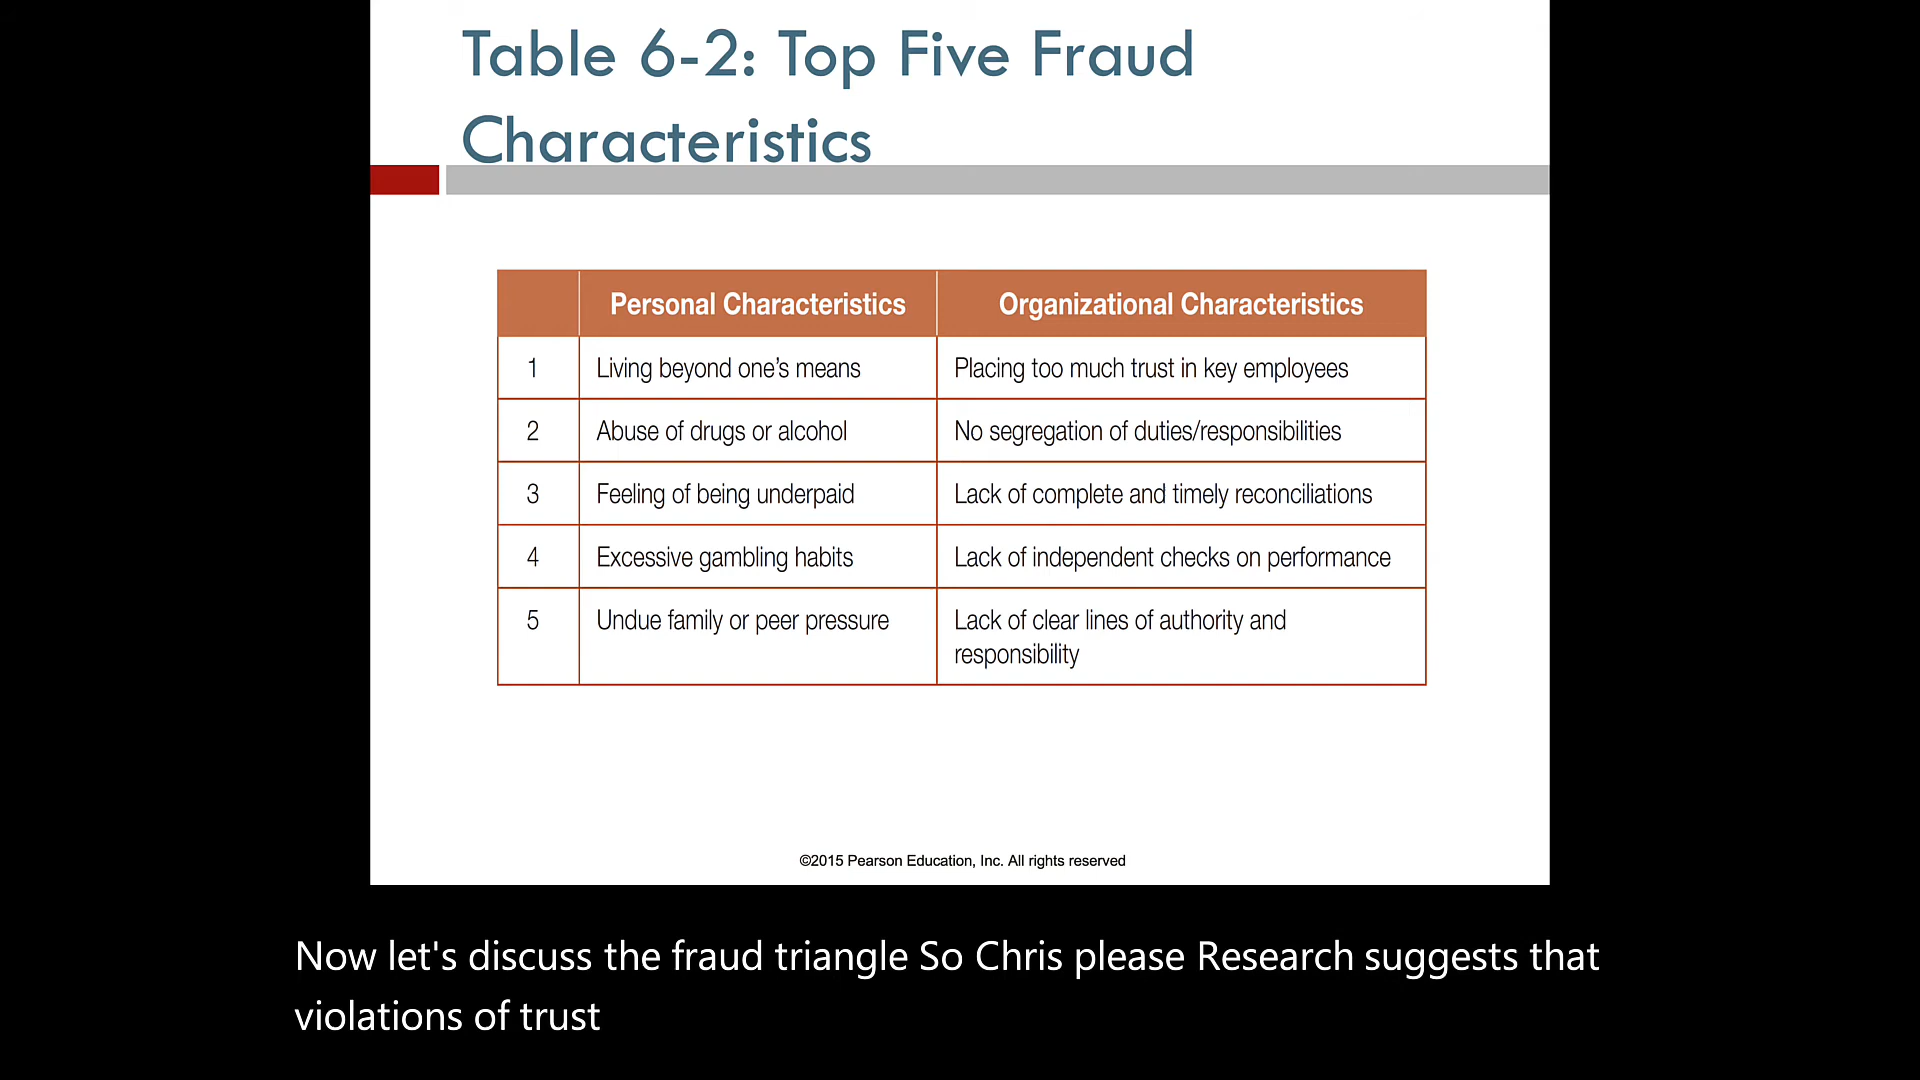 Table 6-2: Top Five Fraud
Characteristics
Personal Characteristics Organizational Characteristics
1 Living beyond one’s means Placing too much trust in key employees
2 Abuse of drugs or alcohol No segregation of duties/responsibilities
3 Feeling of being underpaid Lack of complete and timely reconciliations
4 Excessive gambling habits Lack of independent checks on performance
5 Undue family or peer pressure Lack of clear lines of authority and
responsibility
©2015 Pearson Education, Inc. All rights reserved
Now let's discuss the fraud triangle So Chris please Research suggests that
violations of trust